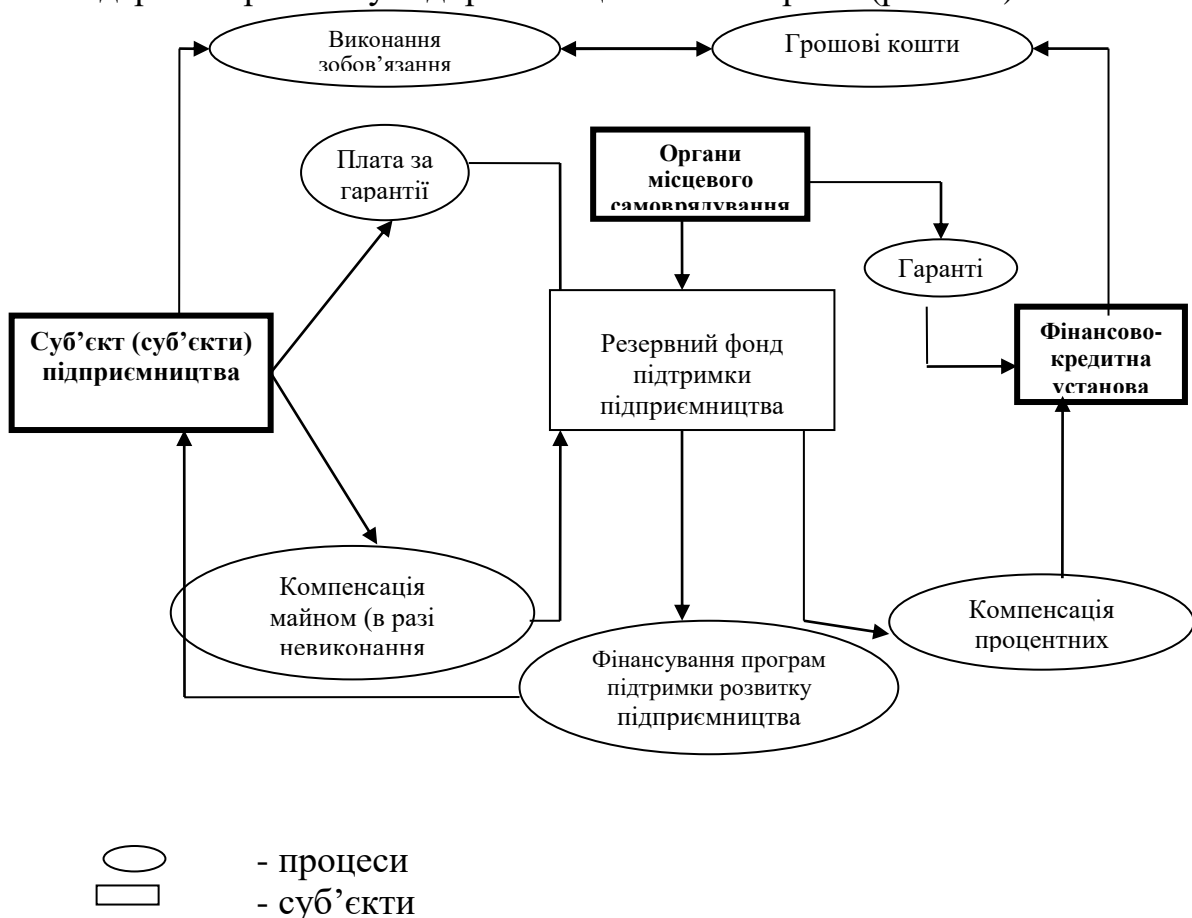 Виконання
зобов’язання
Грошові кошти
Плата за
гарантії
Органи
місцевого
самоврядування
Гаранті
Суб’єкт (суб’єкти)
підприємництва
Резервний фонд
підтримки
підприємництва
Фінансово-
кредитна
установа
Компенсація
майном (в разі
невиконання
Компенсація
процентних
Фінансування програм
підтримки розвитку
підприємництва
- процеси
- суб’єкти